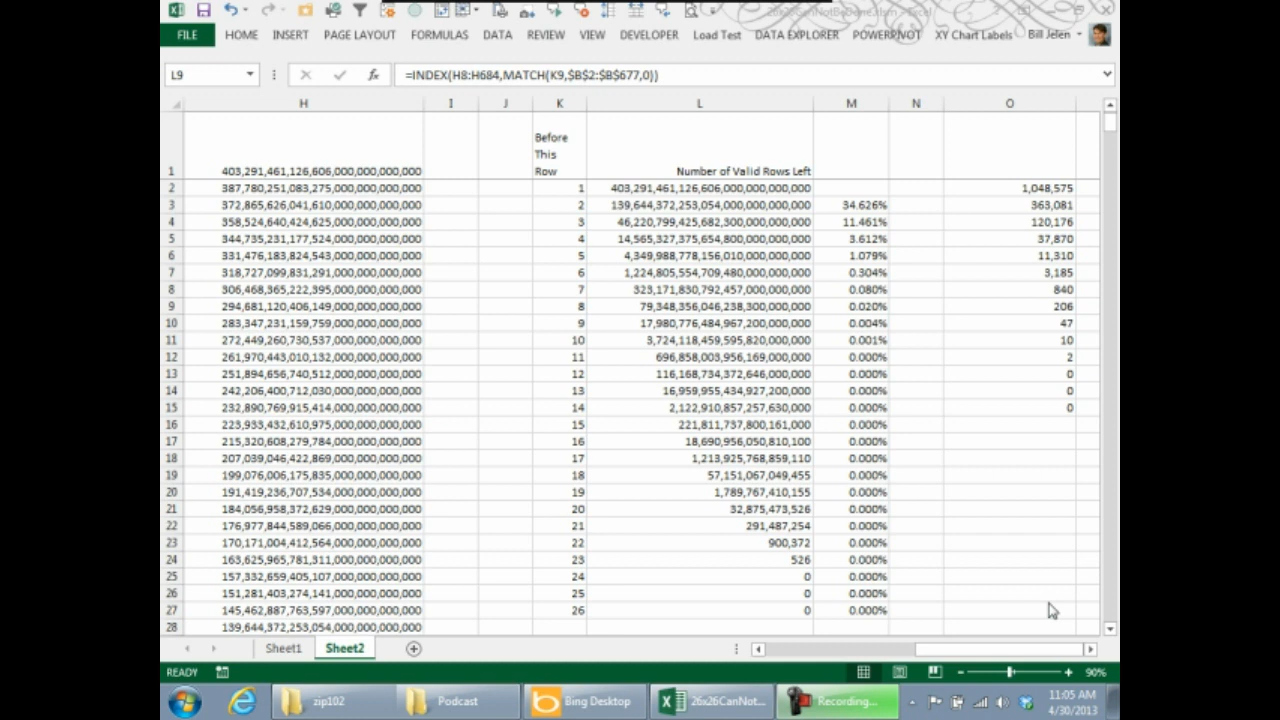 FILE HOME INSERT PAGE LAYOUT FORMULAS DATA REVIEW VIEW DEVELOPER Load Test DATA EXPLORER POWERPIVOT XY Chart Labels Bill Jelen
L9 fx =INDEX(H8:H684,MATCH(K9,$B$2:$B$677,0))
H I J K L M N O
Before
This
1 403,291,461,126,606,000,000,000,000 Row Number of Valid Rows Left
2 387,780,251,083,275,000,000,000,000 1 403,291,461,126,606,000,000,000,000 1,048,575
3 372,865,626,041,610,000,000,000,000 2 139,644,372,253,054,000,000,000,000 34.626% 363,081
4 358,524,640,424,625,000,000,000,000 3 46,220,799,425,682,300,000,000,000 11.461% 120,176
5 344,735,231,177,524,000,000,000,000 4 14,565,327,375,654,800,000,000,000 3.612% 37,870
6 331,476,183,824,543,000,000,000,000 5 4,349,988,778,156,010,000,000,000 1.079% 11,310
7 318,727,099,831,291,000,000,000,000 6 1,224,805,554,709,480,000,000,000 0.304% 3,185
8 306,468,365,222,395,000,000,000,000 7 323,171,830,792,457,000,000,000 0.080% 840
9 294,681,120,406,149,000,000,000,000 8 79,348,356,046,238,300,000,000 0.020% 206
10 283,347,231,159,759,000,000,000,000 9 17,980,776,484,967,200,000,000 0.004% 47
11 272,449,260,730,537,000,000,000,000 10 3,724,118,459,595,820,000,000 0.001% 10
12 261,970,443,010,132,000,000,000,000 11 696,858,003,956,169,000,000 0.000% 2
13 251,894,656,740,512,000,000,000,000 12 116,168,734,372,646,000,000 0.000% 0
14 242,206,400,712,030,000,000,000,000 13 16,959,955,434,927,200,000 0.000% 0
15 232,890,769,915,414,000,000,000,000 14 2,122,910,857,257,630,000 0.000% 0
16 223,933,432,610,975,000,000,000,000 15 221,811,737,800,161,000 0.000%
17 215,320,608,279,784,000,000,000,000 16 18,690,956,050,810,100 0.000%
18 207,039,046,422,869,000,000,000,000 17 1,213,925,768,859,110 0.000%
19 199,076,006,175,835,000,000,000,000 18 57,151,067,049,455 0.000%
20 191,419,236,707,534,000,000,000,000 19 1,789,767,410,155 0.000%
21 184,056,958,372,629,000,000,000,000 20 32,875,473,526 0.000%
22 176,977,844,589,066,000,000,000,000 21 291,487,254 0.000%
23 170,171,004,412,564,000,000,000,000 22 900,372 0.000%
24 163,625,965,781,311,000,000,000,000 23 526 0.000%
25 157,332,659,405,107,000,000,000,000 24 0 0.000%
26 151,281,403,274,141,000,000,000,000 25 0 0.000%
27 145,462,887,763,597,000,000,000,000 26 0 0.000%
28 139,644,372,253,054,000,000,000,000
Sheet1 Sheet2
READY 90%
zip102 Podcast Bing Desktop 26x26CanNot... Recording... 11:05 AM
4/30/2013